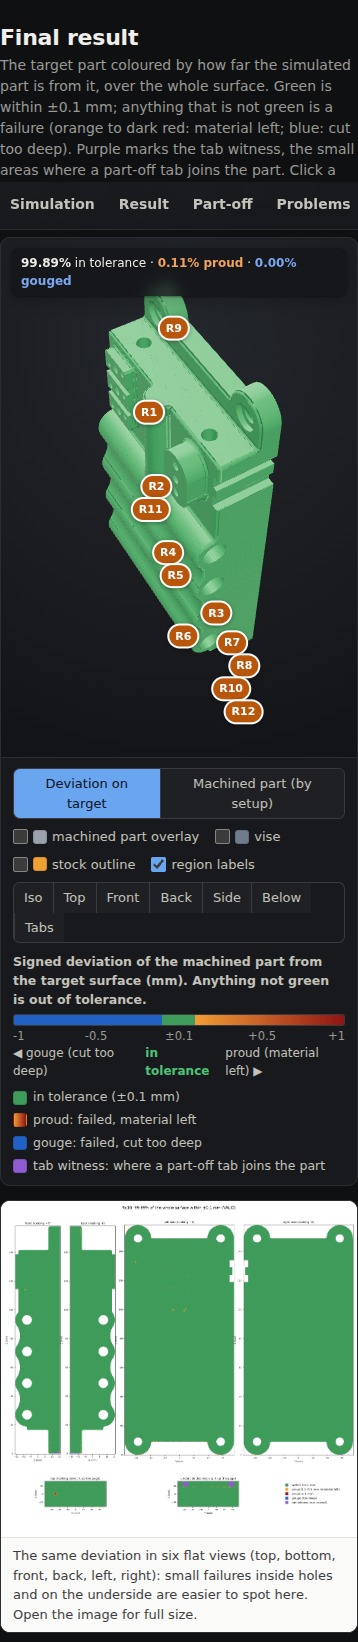 Final result
The target part coloured by how far the simulated
part is from it, over the whole surface. Green is
within ±0.1 mm; anything that is not green is a
failure (orange to dark red: material left; blue: cut
too deep). Purple marks the tab witness, the small
areas where a part-off tab joins the part. Click a
Simulation Result Part-off Problems
99.89% in tolerance · 0.11% proud · 0.00%
gouged
R9
R1
R2
R11
R4
R5
R3
R6
R7
R8
R10
R12
Deviation on
target
Machined part (by
setup)
machined part overlay vise
stock outline region labels
Iso Top Front Back Side Below
Tabs
Signed deviation of the machined part from
the target surface (mm). Anything not green
is out of tolerance.
-1 -0.5 ±0.1 +0.5 +1
◀ gouge (cut too
deep)
in
tolerance
proud (material
left) ▶
in tolerance (±0.1 mm)
proud: failed, material left
gouge: failed, cut too deep
tab witness: where a part-off tab joins the part
The same deviation in six flat views (top, bottom,
front, back, left, right): small failures inside holes
and on the underside are easier to spot here.
Open the image for full size.